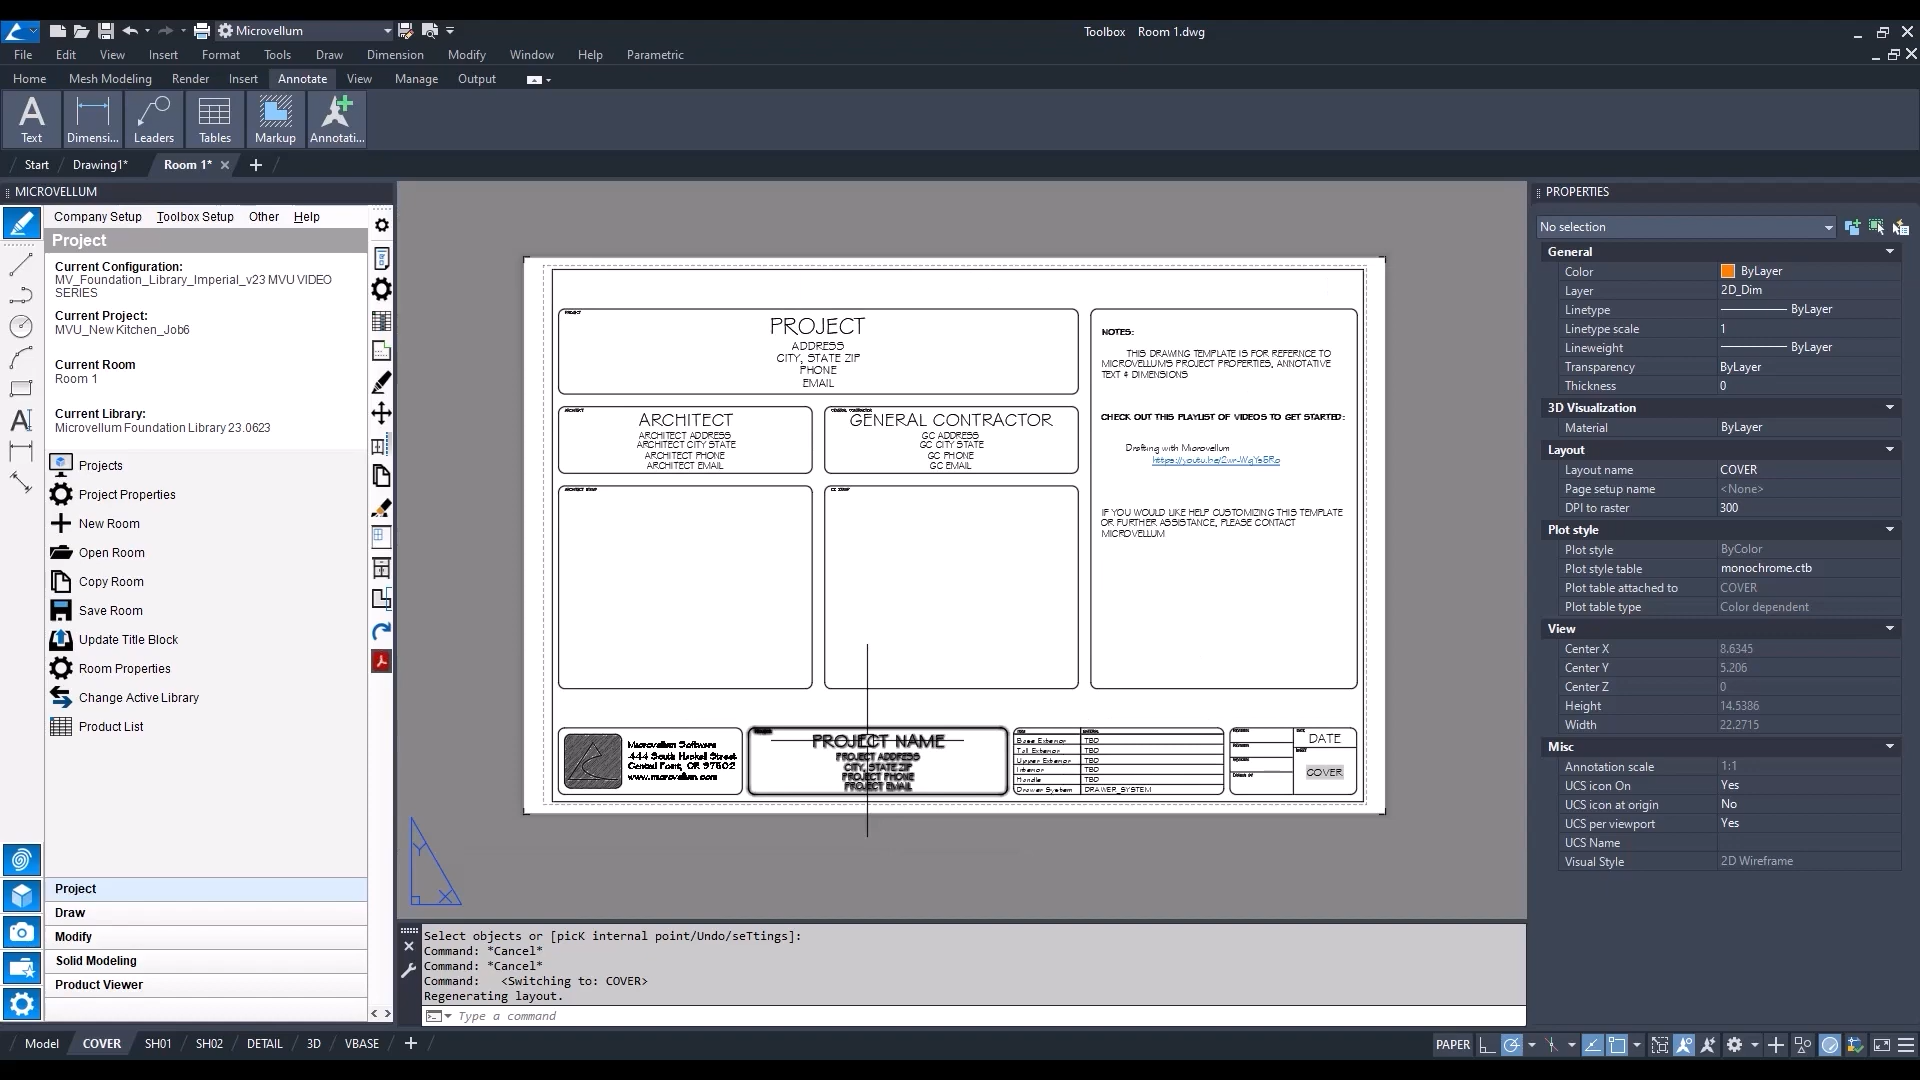 Microvellum
Toolbox Room 1.dwg
File Edit View Insert Format Tools Draw Dimension Modify Window Help Parametric
Home Mesh Modeling Render Insert Annotate View Manage Output
Text Dimensi... Leaders Tables Markup Annotati...
Start Drawing1* Room 1*
MICROVELLUM
Company Setup Toolbox Setup Other Help
Project
Current Configuration:
MV_Foundation_Library_Imperial_v23 MVU VIDEO
SERIES
Current Project:
MVU_New Kitchen_Job6
Current Room
Room 1
Current Library:
Microvellum Foundation Library 23.0623
Projects
Project Properties
New Room
Open Room
Copy Room
Save Room
Update Title Block
Room Properties
Change Active Library
Product List
Project
Draw
Modify
Solid Modeling
Product Viewer
PROJECT
ADDRESS
CITY, STATE ZIP
PHONE
EMAIL
ARCHITECT
ARCHITECT ADDRESS
ARCHITECT CITY STATE
ARCHITECT PHONE
ARCHITECT EMAIL
GENERAL CONTRACTOR
GC ADDRESS
GC CITY STATE
GC PHONE
GC EMAIL
NOTES:
THIS DRAWING TEMPLATE IS FOR REFERNCE TO
MICROVELLUM'S PROJECT PROPERTIES, ANNOTATIVE
TEXT & DIMENSIONS
CHECK OUT THIS PLAYLIST OF VIDEOS TO GET STARTED:
Drafting with Microvellum
IF YOU WOULD LIKE HELP CUSTOMIZING THIS TEMPLATE
OR FURTHER ASSISTANCE, PLEASE CONTACT
MICROVELLUM
Microvellum Software
444 South Haskell Street
Central Point, OR 97502
www.microvellum.com
PROJECT NAME
PROJECT ADDRESS
CITY, STATE ZIP
PROJECT PHONE
PROJECT EMAIL
Base Exterior TBD
Tall Exterior TBD
Upper Exterior TBD
Interior TBD
Handle TBD
Drawer System DRAWER_SYSTEM
DATE
COVER
Y
X
Select objects or [picK internal point/Undo/seTtings]:
Command: *Cancel*
Command: *Cancel*
Command: <Switching to: COVER>
Regenerating layout.
Type a command
PROPERTIES
No selection
General
Color ByLayer
Layer 2D_Dim
Linetype ByLayer
Linetype scale 1
Lineweight ByLayer
Transparency ByLayer
Thickness 0
3D Visualization
Material ByLayer
Layout
Layout name COVER
Page setup name <None>
DPI to raster 300
Plot style
Plot style ByColor
Plot style table monochrome.ctb
Plot table attached to COVER
Plot table type Color dependent
View
Center X 8.6345
Center Y 5.206
Center Z 0
Height 14.5386
Width 22.2715
Misc
Annotation scale 1:1
UCS icon On Yes
UCS icon at origin No
UCS per viewport Yes
UCS Name
Visual Style 2D Wireframe
Model COVER SH01 SH02 DETAIL 3D VBASE
PAPER